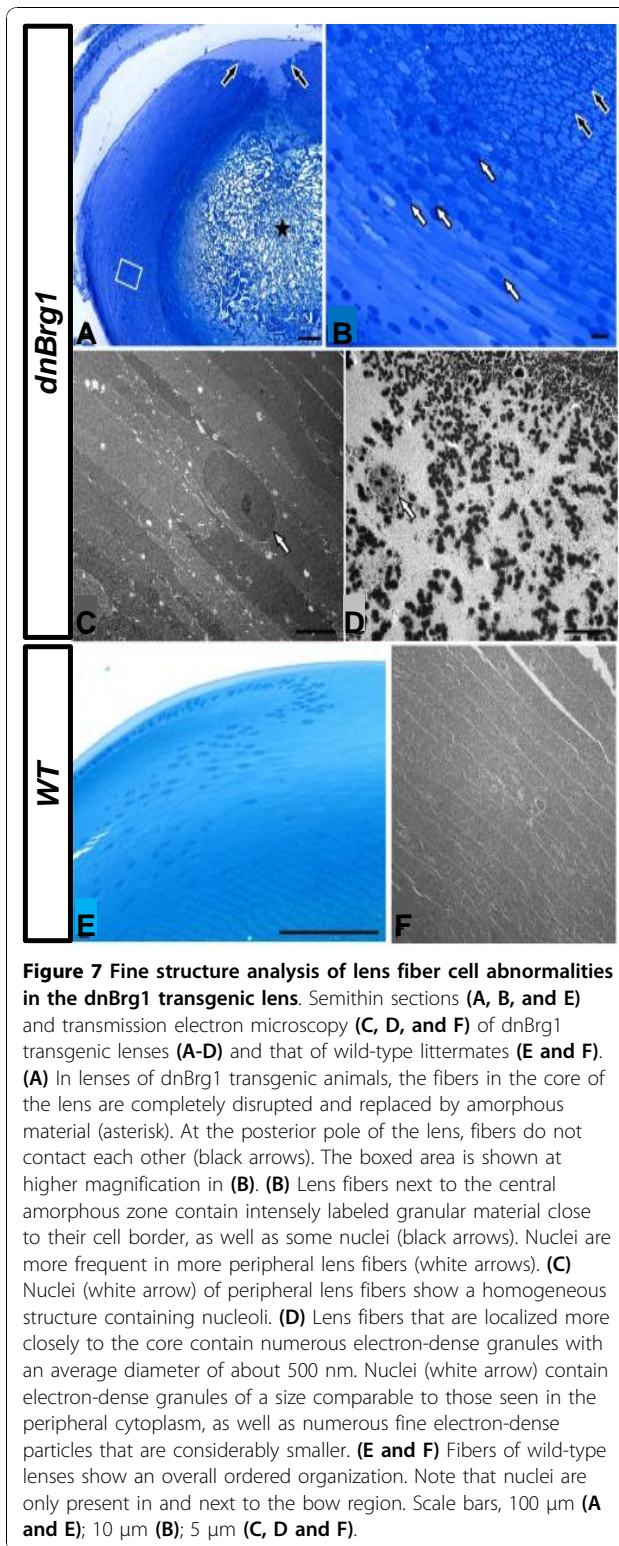 dnBrg1
A
B
C
D
WT
E
F
Figure 7 Fine structure analysis of lens fiber cell abnormalities
in the dnBrg1 transgenic lens. Semithin sections (A, B, and E)
and transmission electron microscopy (C, D, and F) of dnBrg1
transgenic lenses (A-D) and that of wild-type littermates (E and F).
(A) In lenses of dnBrg1 transgenic animals, the fibers in the core of
the lens are completely disrupted and replaced by amorphous
material (asterisk). At the posterior pole of the lens, fibers do not
contact each other (black arrows). The boxed area is shown at
higher magnification in (B). (B) Lens fibers next to the central
amorphous zone contain intensely labeled granular material close
to their cell border, as well as some nuclei (black arrows). Nuclei are
more frequent in more peripheral lens fibers (white arrows). (C)
Nuclei (white arrow) of peripheral lens fibers show a homogeneous
structure containing nucleoli. (D) Lens fibers that are localized more
closely to the core contain numerous electron-dense granules with
an average diameter of about 500 nm. Nuclei (white arrow) contain
electron-dense granules of a size comparable to those seen in the
peripheral cytoplasm, as well as numerous fine electron-dense
particles that are considerably smaller. (E and F) Fibers of wild-type
lenses show an overall ordered organization. Note that nuclei are
only present in and next to the bow region. Scale bars, 100 μm (A
and E); 10 μm (B); 5 μm (C, D and F).